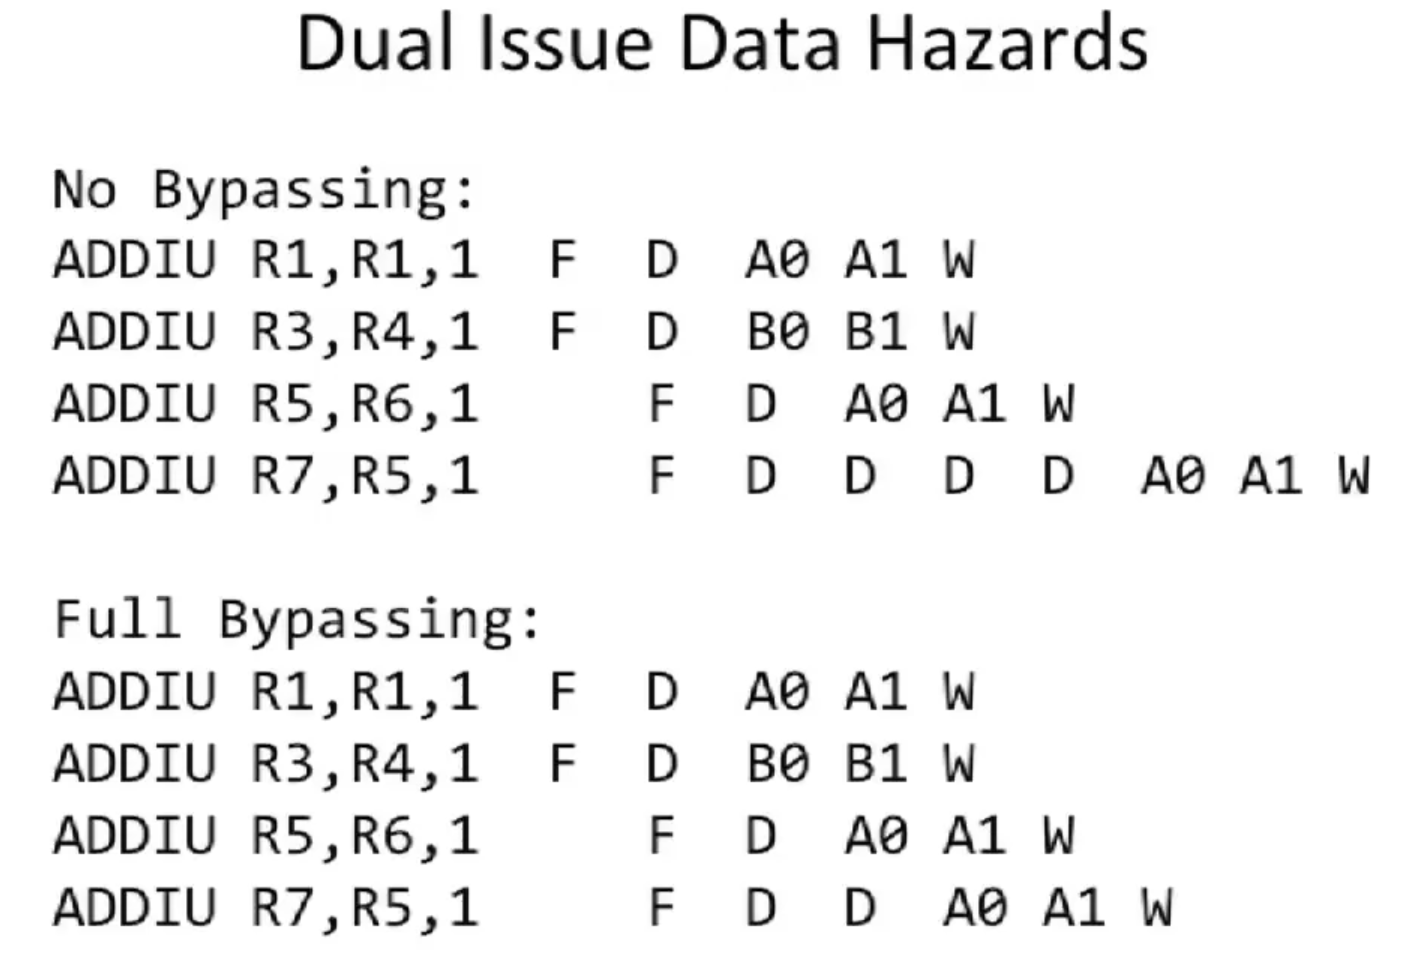 Dual Issue Data Hazards
No Bypassing:
ADDIU R1,R1,1 F D A0 A1 W
ADDIU R3,R4,1 F D B0 B1 W
ADDIU R5,R6,1 F D A0 A1 W
ADDIU R7,R5,1 F D D D D A0 A1 W
Full Bypassing:
ADDIU R1,R1,1 F D A0 A1 W
ADDIU R3,R4,1 F D B0 B1 W
ADDIU R5,R6,1 F D A0 A1 W
ADDIU R7,R5,1 F D D A0 A1 W